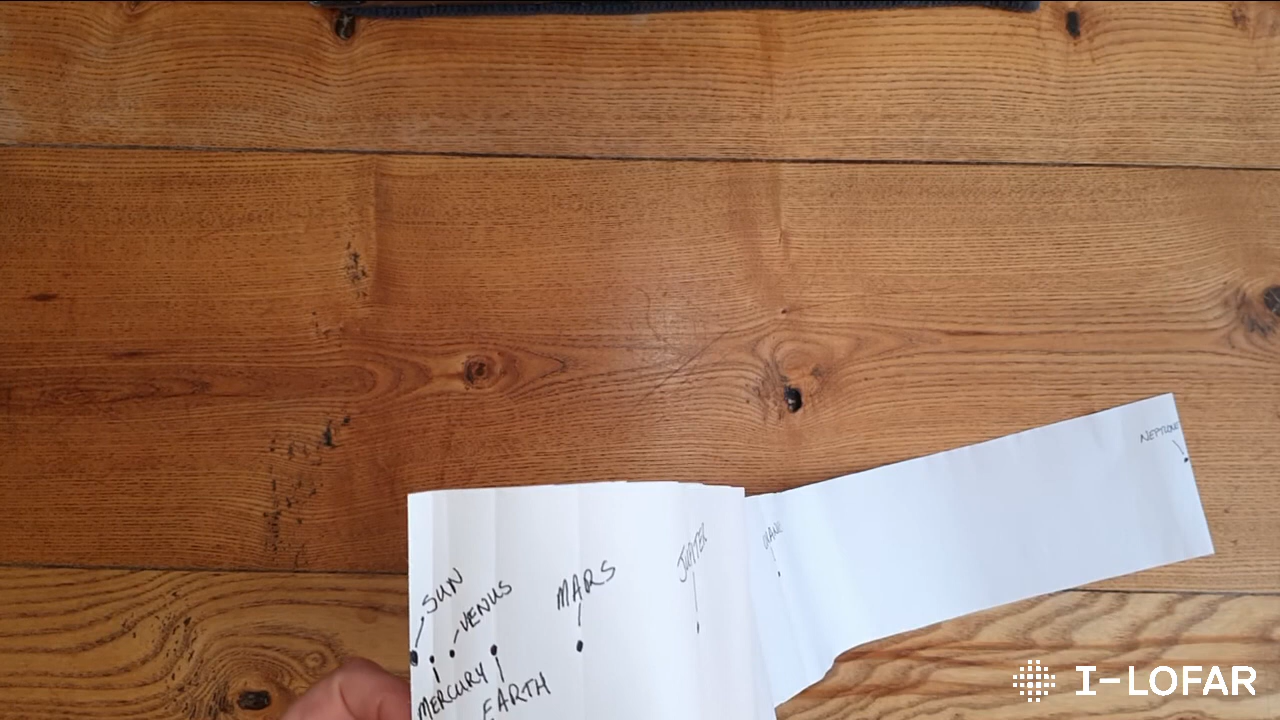 NEPTUNE
SUN
VENUS
MARS
JUPITER
MERCURY
EARTH
I-LOFAR